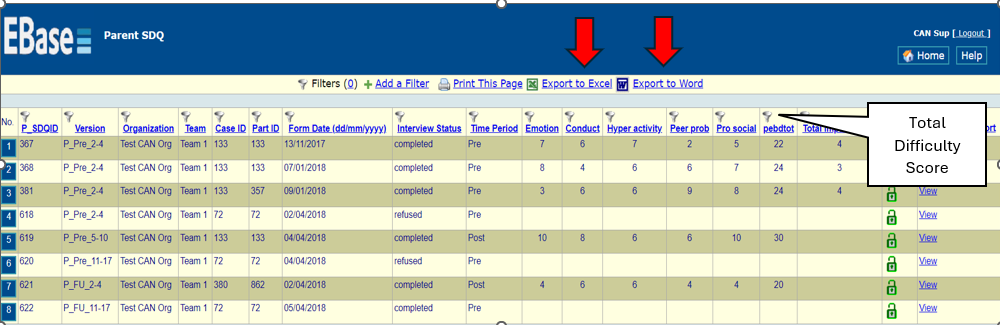 EBase
Parent SDQ
CAN Sup [ Logout ]
Home Help
Filters (0) Add a Filter Print This Page Export to Excel Export to Word
No. P_SDQID Version Organization Team Case ID Part ID Form Date (dd/mm/yyyy) Interview Status Time Period Emotion Conduct Hyper activity Peer prob Pro social pebdtot Total
Total
Difficulty
Score
1 367 P_Pre_2-4 Test CAN Org Team 1 133 133 13/11/2017 completed Pre 7 6 7 2 5 22 4
2 368 P_Pre_2-4 Test CAN Org Team 1 133 133 07/01/2018 completed Pre 8 4 6 6 7 24 3
3 381 P_Pre_2-4 Test CAN Org Team 1 133 357 09/01/2018 completed Pre 3 6 6 9 8 24 4 View
4 618 P_Pre_2-4 Test CAN Org Team 1 72 72 02/04/2018 refused Pre View
5 619 P_Pre_5-10 Test CAN Org Team 1 133 133 04/04/2018 completed Post 10 8 6 6 10 30 View
6 620 P_Pre_11-17 Test CAN Org Team 1 72 72 04/04/2018 refused Pre View
7 621 P_FU_2-4 Test CAN Org Team 1 380 862 02/04/2018 completed Post 4 6 6 4 4 20 View
8 622 P_FU_11-17 Test CAN Org Team 1 72 72 05/04/2018 completed Pre View